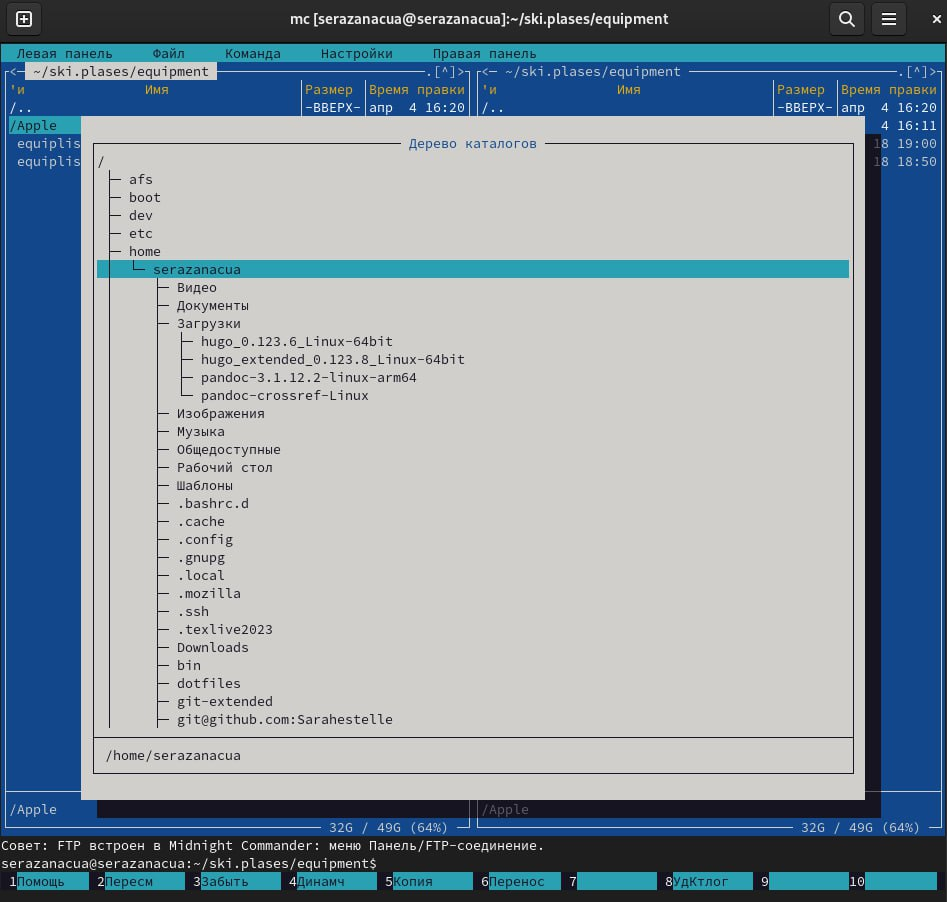 mc [serazanacua@serazanacua]:~/ski.plases/equipment
Левая панель Файл Команда Настройки Правая панель
<— ~/ski.plases/equipment .[^]> <— ~/ski.plases/equipment .[^]>
'и Имя Размер Время правки 'и Имя Размер Время правки
/.. -ВВЕРХ- апр 4 16:20 /.. -ВВЕРХ- апр 4 16:20
/Apple 4 16:11
equiplis 18 19:00
equiplis 18 18:50
Дерево каталогов
/
afs
boot
dev
etc
home
serazanacua
Видео
Документы
Загрузки
hugo_0.123.6_Linux-64bit
hugo_extended_0.123.8_Linux-64bit
pandoc-3.1.12.2-linux-arm64
pandoc-crossref-Linux
Изображения
Музыка
Общедоступные
Рабочий стол
Шаблоны
.bashrc.d
.cache
.config
.gnupg
.local
.mozilla
.ssh
.texlive2023
Downloads
bin
dotfiles
git-extended
git@github.com:Sarahestelle
/home/serazanacua
/Apple /Apple
32G / 49G (64%) 32G / 49G (64%)
Совет: FTP встроен в Midnight Commander: меню Панель/FTP-соединение.
serazanacua@serazanacua:~/ski.plases/equipment$
1Помощь 2Пересм 3Забыть 4Динамч 5Копия 6Перенос 7 8УдКтлог 9 10